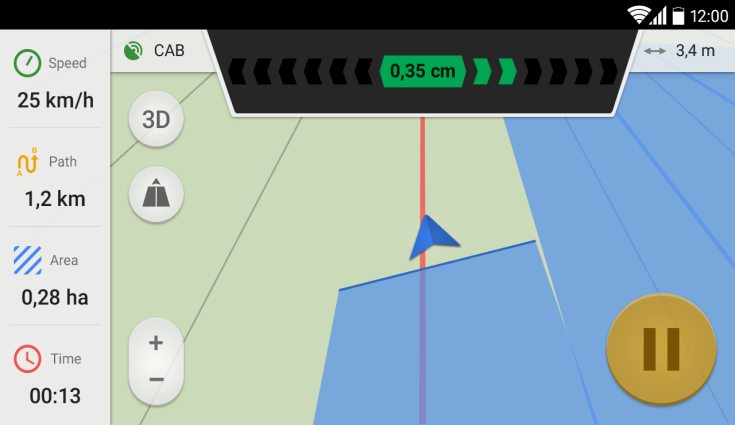 12:00
Speed
25 km/h
A B
Path
1,2 km
Area
0,28 ha
Time
00:13
CAB
0,35 cm
3,4 m
3D
+
−